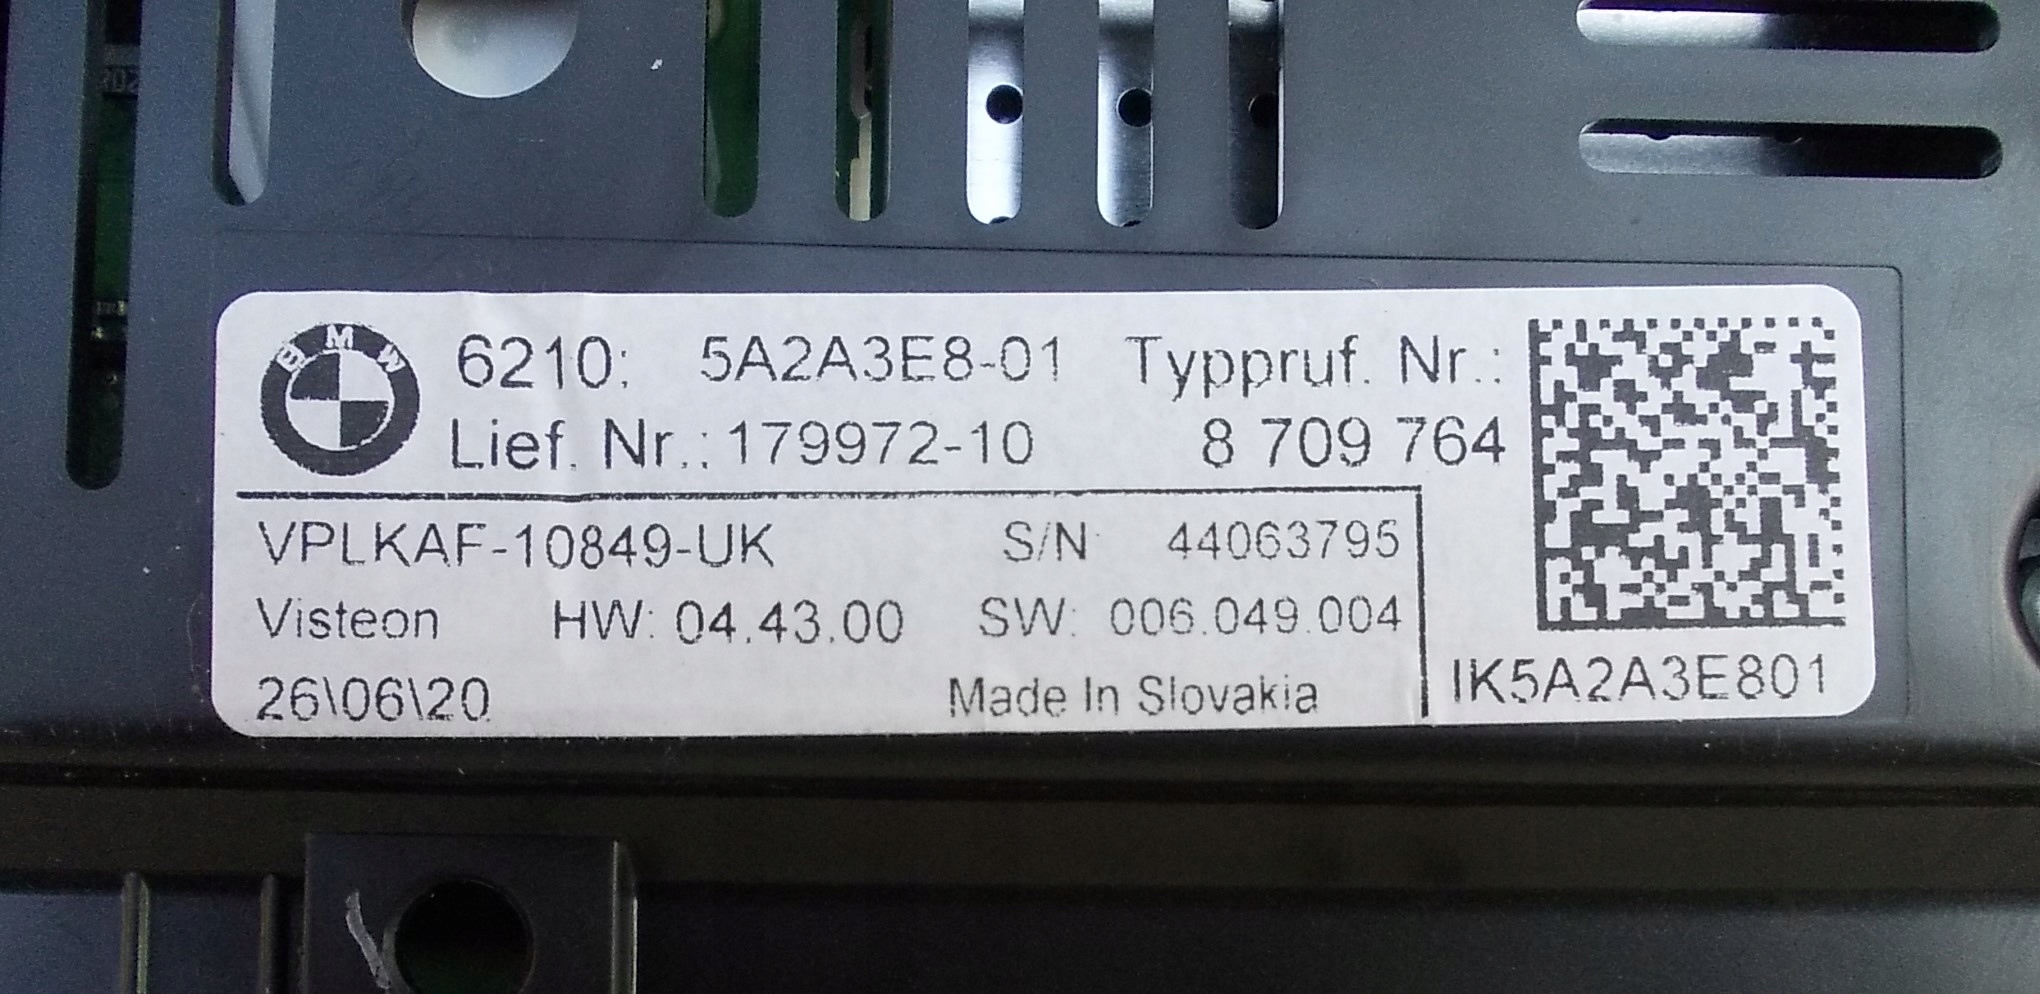 BMW
6210: 5A2A3E8-01 Typpruf. Nr.:
Lief. Nr.: 179972-10 8 709 764
VPLKAF-10849-UK S/N: 44063795
Visteon HW: 04.43.00 SW: 006.049.004
26\06\20 Made In Slovakia
IK5A2A3E801